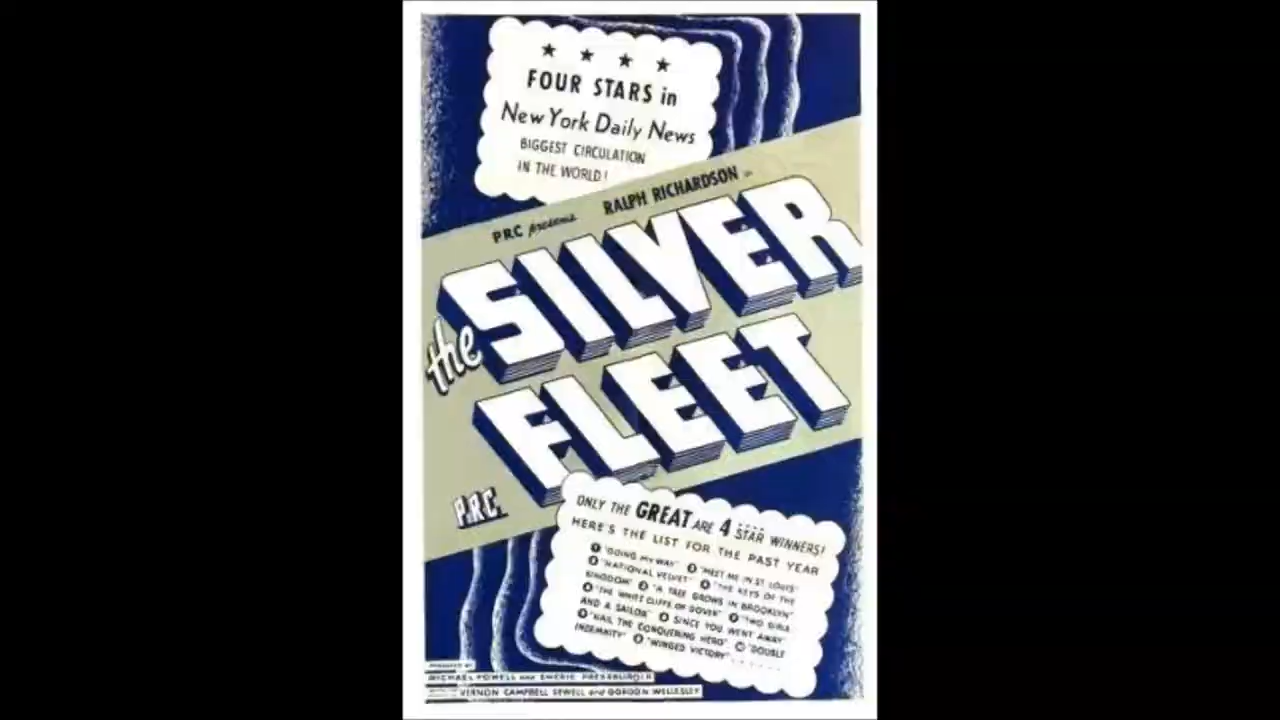 FOUR STARS in
New York Daily News
BIGGEST CIRCULATION
IN THE WORLD!
P.R.C. presents RALPH RICHARDSON in
the SILVER
FLEET
P.R.C.
ONLY THE GREAT ARE 4 STAR WINNERS!
HERE'S THE LIST FOR THE PAST YEAR
"GOING MY WAY" "MEET ME IN ST. LOUIS"
"NATIONAL VELVET" "THE KEYS OF THE
KINGDOM" "A TREE GROWS IN BROOKLYN"
"THE WHITE CLIFFS OF DOVER" "TWO GIRLS
AND A SAILOR" "SINCE YOU WENT AWAY"
"HAIL THE CONQUERING HERO" "DOUBLE
INDEMNITY" "WINGED VICTORY"
PRODUCED BY
MICHAEL POWELL and EMERIC PRESSBURGER
VERNON CAMPBELL SEWELL and GORDON WELLESLEY